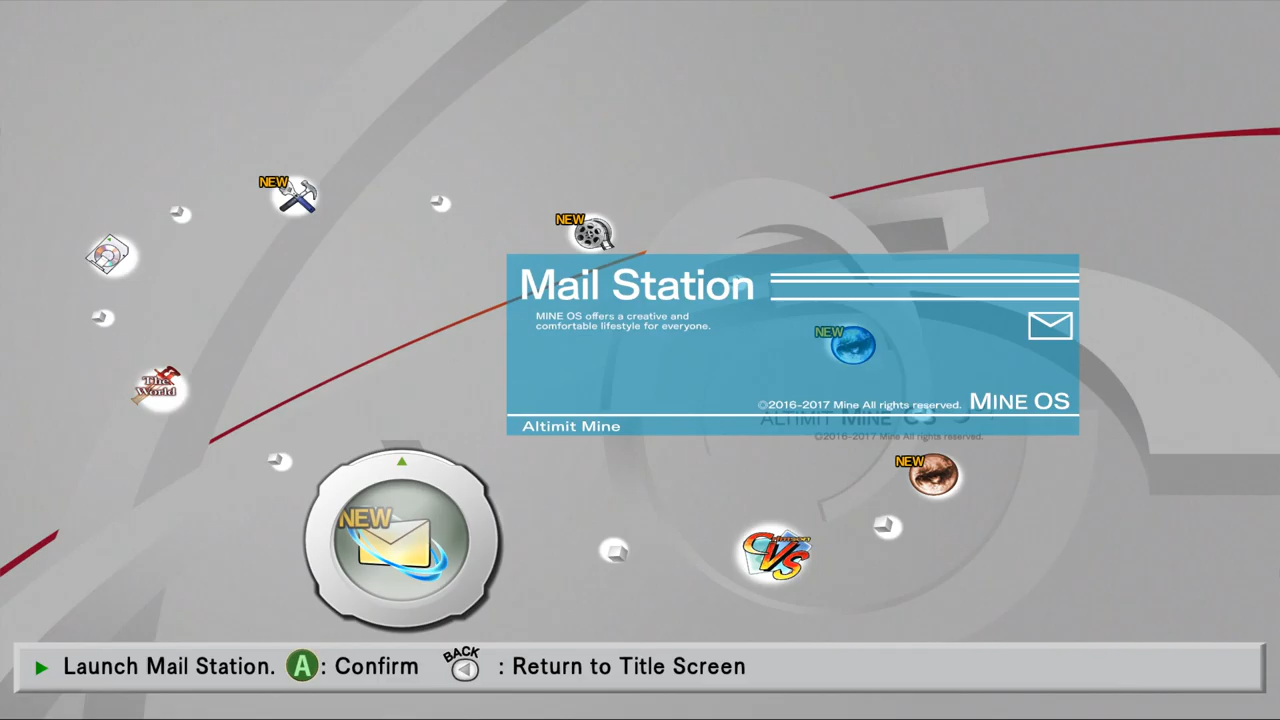 NEW
NEW
Mail Station
MINE OS offers a creative and
comfortable lifestyle for everyone.
NEW
The
World
©2016-2017 Mine All rights reserved. MINE OS
ALTIMIT MINE OS
©2016-2017 Mine All rights reserved.
Altimit Mine
NEW
NEW
CVS
Launch Mail Station. A : Confirm BACK : Return to Title Screen